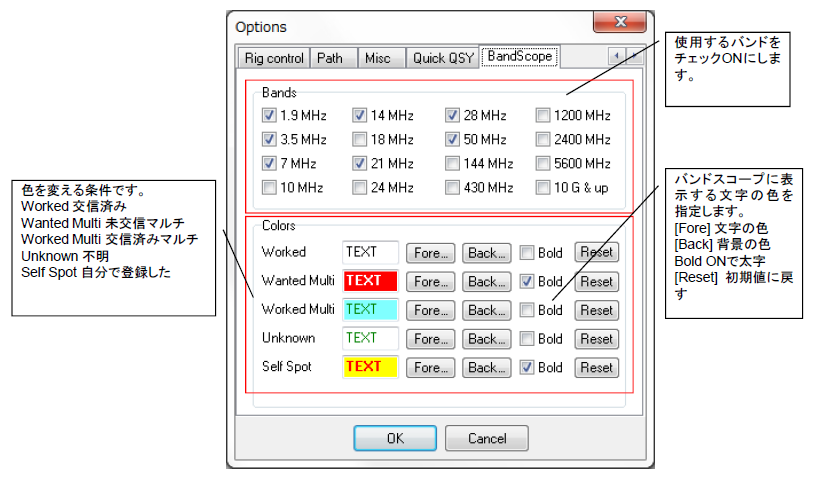 Options
Rig control Path Misc Quick QSY BandScope
Bands
1.9 MHz 14 MHz 28 MHz 1200 MHz
3.5 MHz 18 MHz 50 MHz 2400 MHz
7 MHz 21 MHz 144 MHz 5600 MHz
10 MHz 24 MHz 430 MHz 10 G & up
Colors
Worked TEXT Fore... Back... Bold Reset
Wanted Multi TEXT Fore... Back... Bold Reset
Worked Multi TEXT Fore... Back... Bold Reset
Unknown TEXT Fore... Back... Bold Reset
Self Spot TEXT Fore... Back... Bold Reset
OK Cancel
使用するバンドを
チェックONにしま
す。
色を変える条件です。
Worked 交信済み
Wanted Multi 未交信マルチ
Worked Multi 交信済みマルチ
Unknown 不明
Self Spot 自分で登録した
バンドスコープに表
示する文字の色を
指定します。
[Fore] 文字の色
[Back] 背景の色
Bold ONで太字
[Reset] 初期値に戻
す